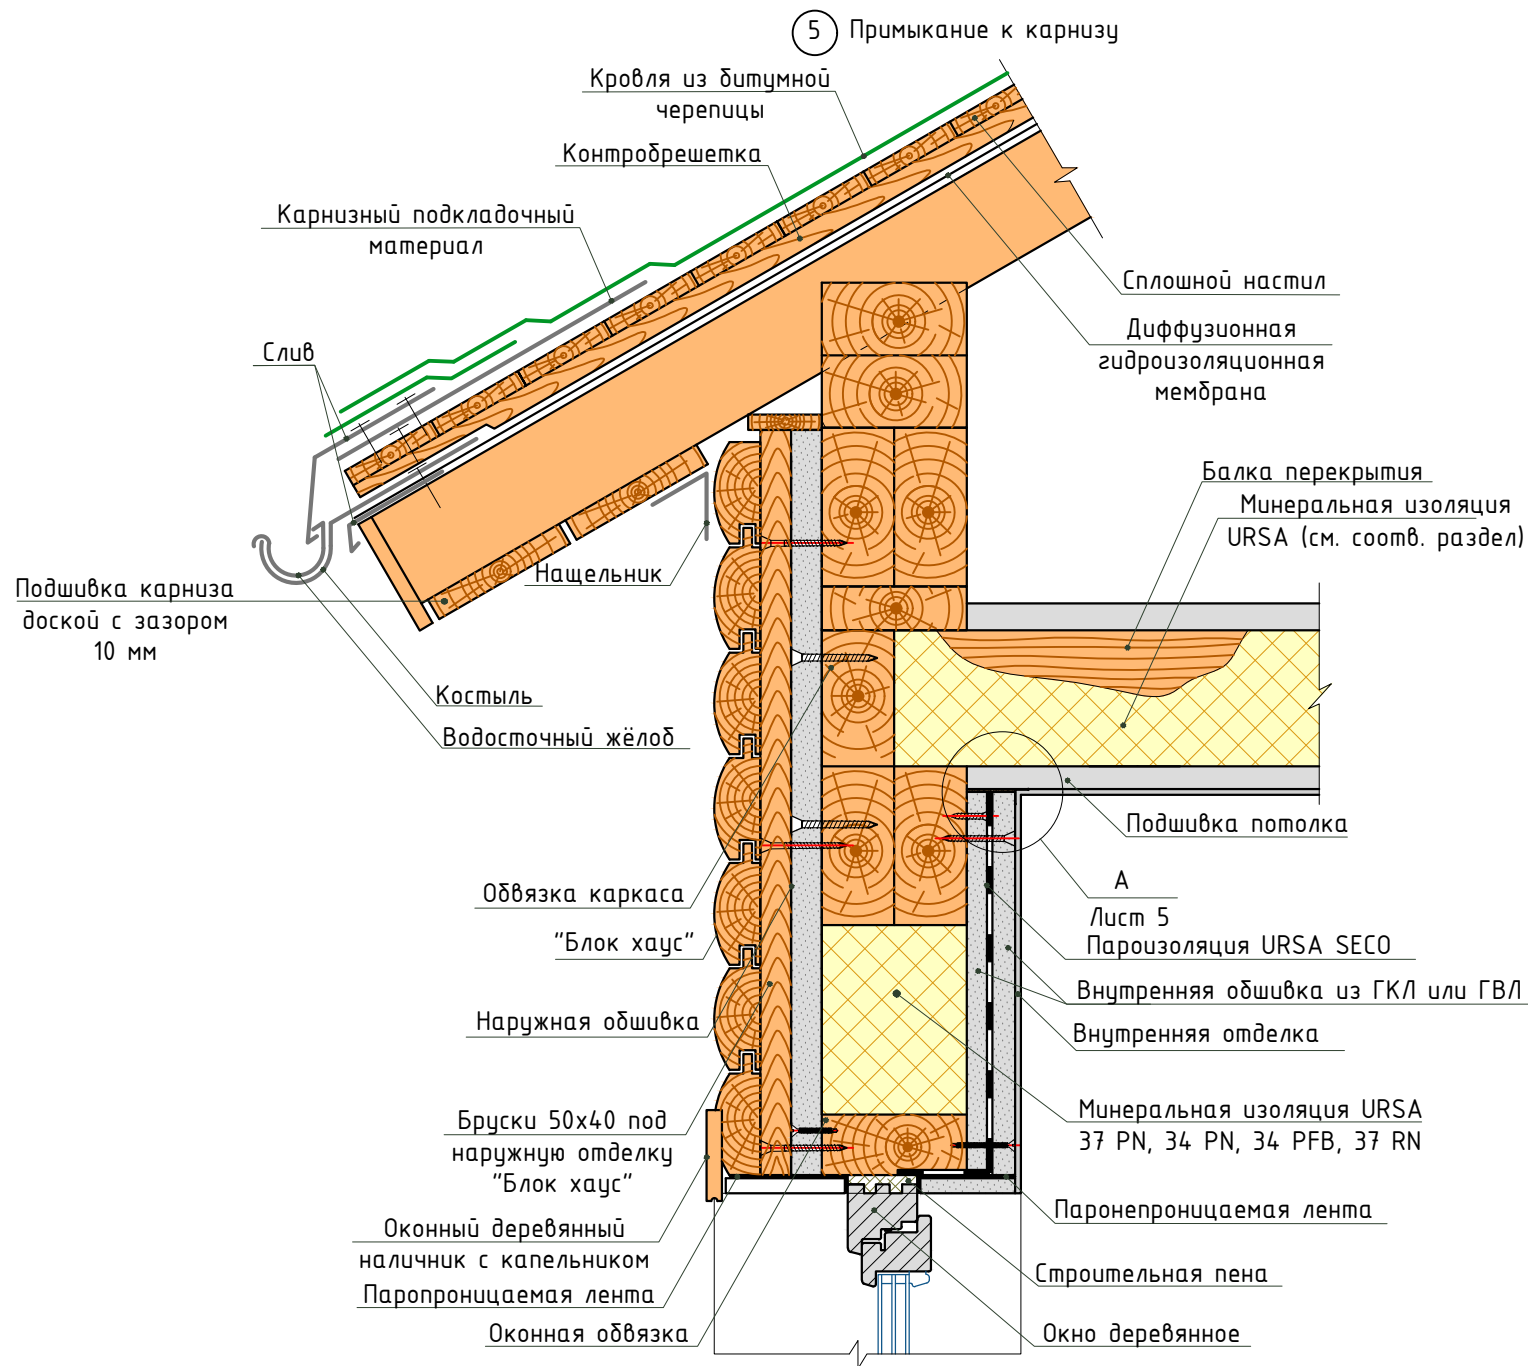 5 Примыкание к карнизу
Кровля из битумной
черепицы
Контробрешетка
Карнизный подкладочный
материал
Слив
Сплошной настил
Диффузионная
гидроизоляционная
мембрана
Балка перекрытия
Минеральная изоляция
URSA (см. соотв. раздел)
Нащельник
Подшивка карниза
доской с зазором
10 мм
Костыль
Водосточный жёлоб
Подшивка потолка
Обвязка каркаса
А
Лист 5
"Блок хаус"
Пароизоляция URSA SECO
Внутренняя обшивка из ГКЛ или ГВЛ
Наружная обшивка
Внутренняя отделка
Бруски 50х40 под
наружную отделку
"Блок хаус"
Минеральная изоляция URSA
37 PN, 34 PN, 34 PFB, 37 RN
Паронепроницаемая лента
Оконный деревянный
наличник с капельником
Строительная пена
Паропроницаемая лента
Оконная обвязка
Окно деревянное